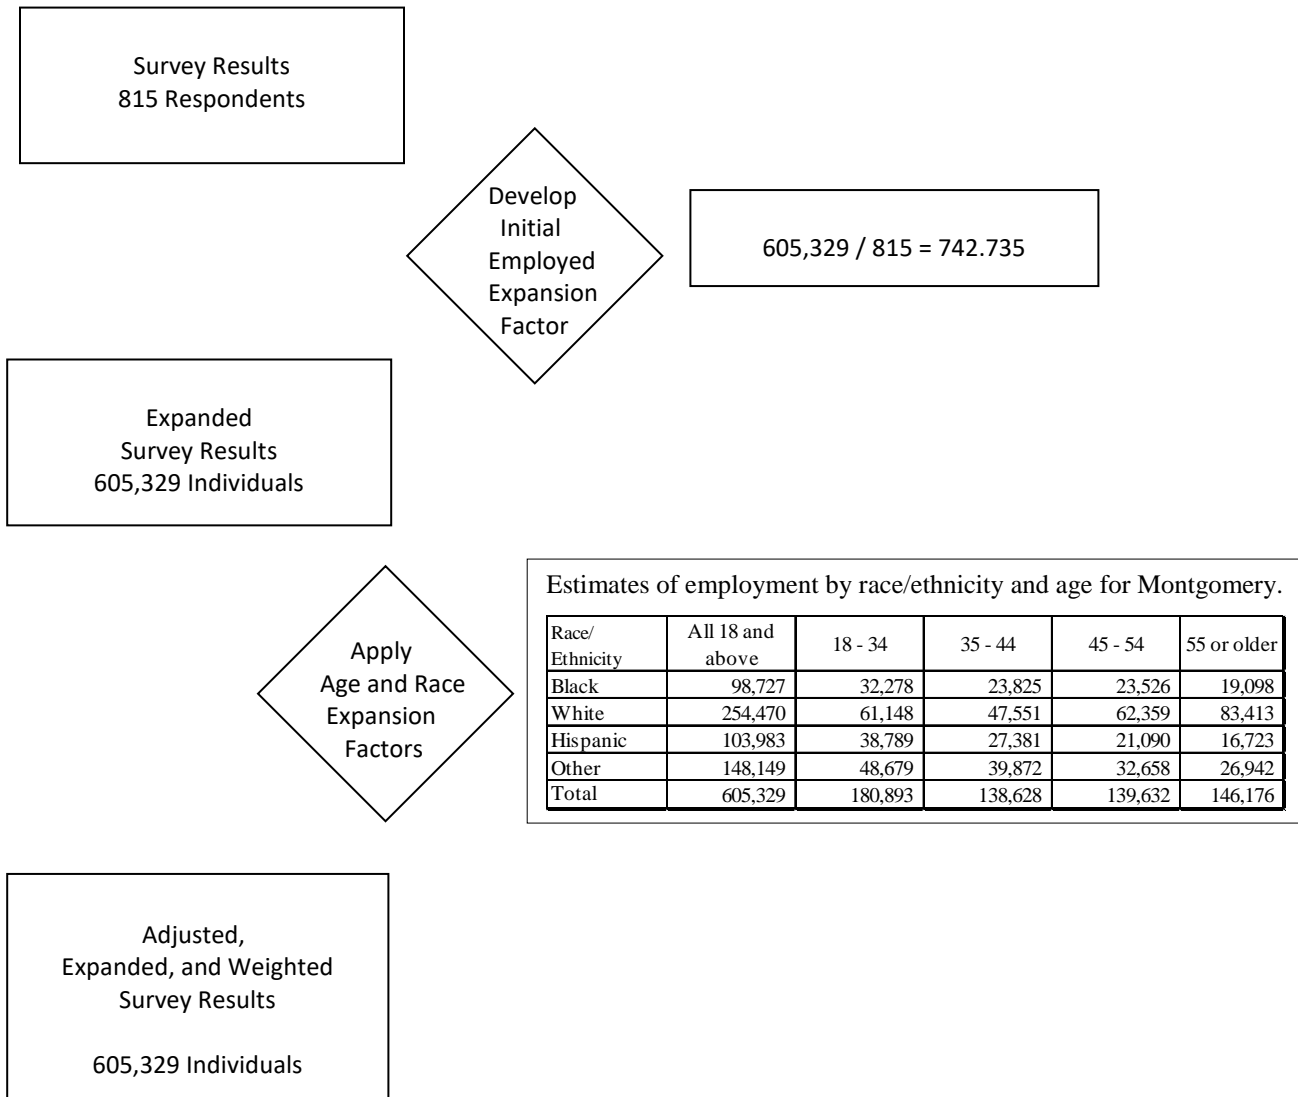 Survey Results
815 Respondents
Develop
Initial
Employed
Expansion
Factor
605,329 / 815 = 742.735
Expanded
Survey Results
605,329 Individuals
Apply
Age and Race
Expansion
Factors
Estimates of employment by race/ethnicity and age for Montgomery.
Race/ Ethnicity All 18 and above 18 - 34 35 - 44 45 - 54 55 or older
Black 98,727 32,278 23,825 23,526 19,098
White 254,470 61,148 47,551 62,359 83,413
Hispanic 103,983 38,789 27,381 21,090 16,723
Other 148,149 48,679 39,872 32,658 26,942
Total 605,329 180,893 138,628 139,632 146,176
Adjusted,
Expanded, and Weighted
Survey Results
605,329 Individuals